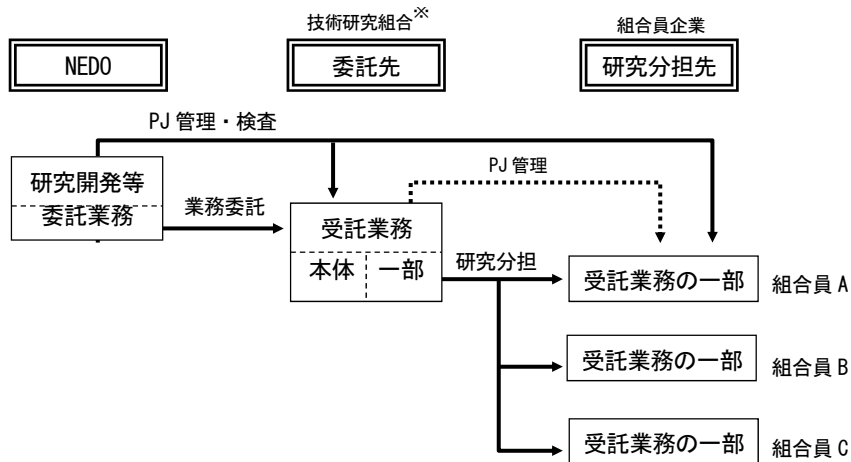 技術研究組合※
組合員企業
NEDO
委託先
研究分担先
PJ 管理・検査
研究開発等
委託業務
業務委託
PJ 管理
受託業務
本体
一部
研究分担
受託業務の一部
組合員 A
受託業務の一部
組合員 B
受託業務の一部
組合員 C